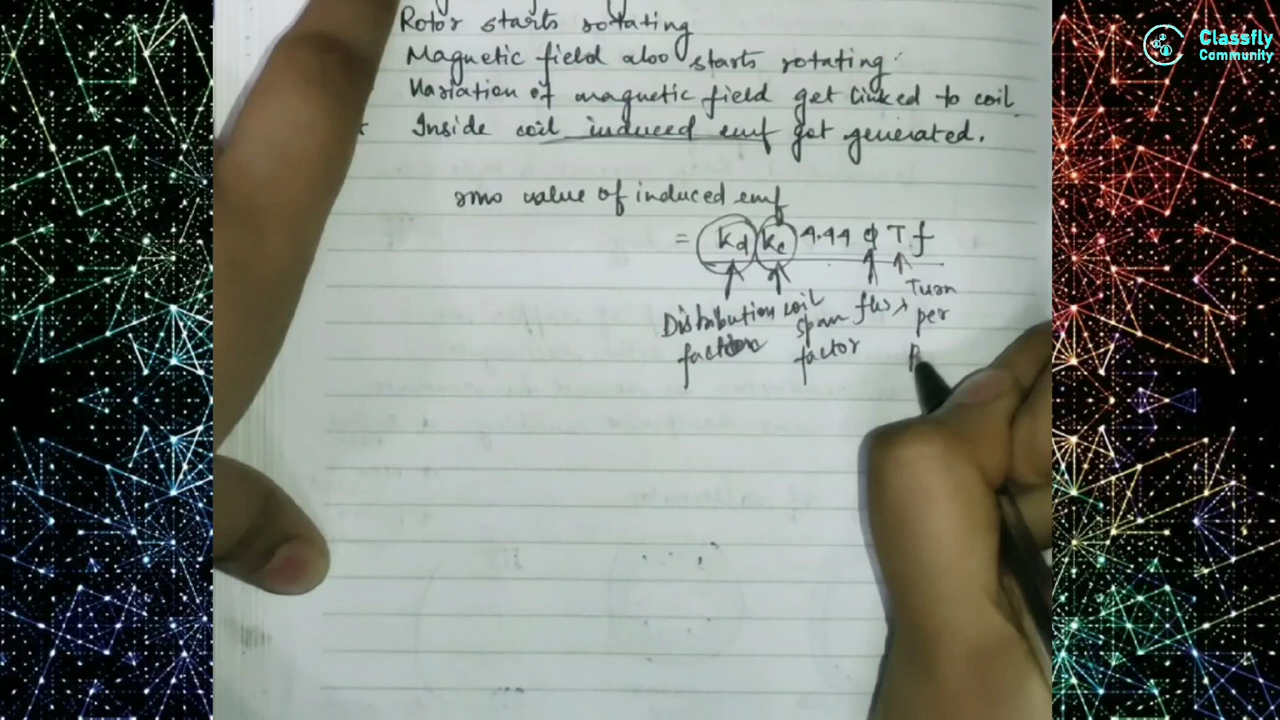 Rotor starts rotating
Magnetic field also starts rotating
Variation of magnetic field get linked to coil
Inside coil induced emf get generated.
rms value of induced emf
= kd kc 4.44 ϕ T f
Distribution factor
coil span factor
flux
Turn per
Classfly Community